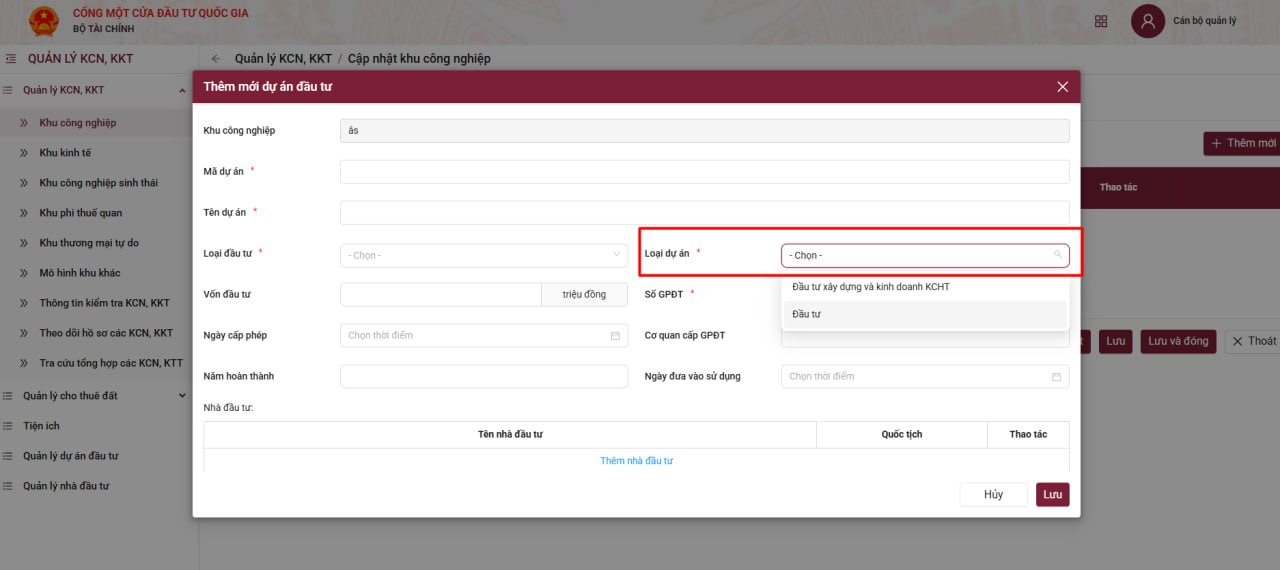 CỔNG MỘT CỬA ĐẦU TƯ QUỐC GIA
BỘ TÀI CHÍNH
Cán bộ quản lý
QUẢN LÝ KCN, KKT
Quản lý KCN, KKT / Cập nhật khu công nghiệp
Quản lý KCN, KKT
Khu công nghiệp
Khu kinh tế
Khu công nghiệp sinh thái
Khu phi thuế quan
Khu thương mại tự do
Mô hình khu khác
Thông tin kiểm tra KCN, KKT
Theo dõi hồ sơ các KCN, KKT
Tra cứu tổng hợp các KCN, KTT
Quản lý cho thuê đất
Tiện ích
Quản lý dự án đầu tư
Quản lý nhà đầu tư
Thêm mới dự án đầu tư
Khu công nghiệp
âs
Mã dự án *
Tên dự án *
Loại đầu tư * - Chọn -
Loại dự án * - Chọn -
Đầu tư xây dựng và kinh doanh KCHT
Đầu tư
Vốn đầu tư triệu đồng
Số GPĐT *
Ngày cấp phép Chọn thời điểm
Cơ quan cấp GPĐT
Năm hoàn thành
Ngày đưa vào sử dụng Chọn thời điểm
Nhà đầu tư:
Tên nhà đầu tư Quốc tịch Thao tác
Thêm nhà đầu tư
Hủy Lưu
+ Thêm mới
Thao tác
Lưu Lưu và đóng Thoát